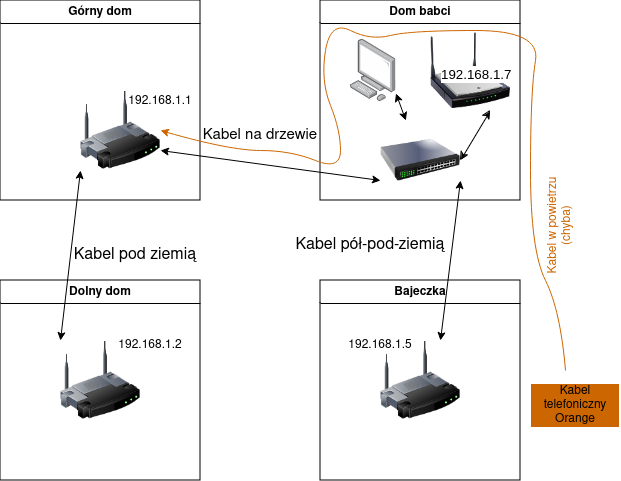 Górny dom
Dom babci
192.168.1.1
192.168.1.7
Kabel na drzewie
Kabel w powietrzu
(chyba)
Kabel pod ziemią
Kabel pół-pod-ziemią
Dolny dom
Bajeczka
192.168.1.2
192.168.1.5
Kabel
telefoniczny
Orange